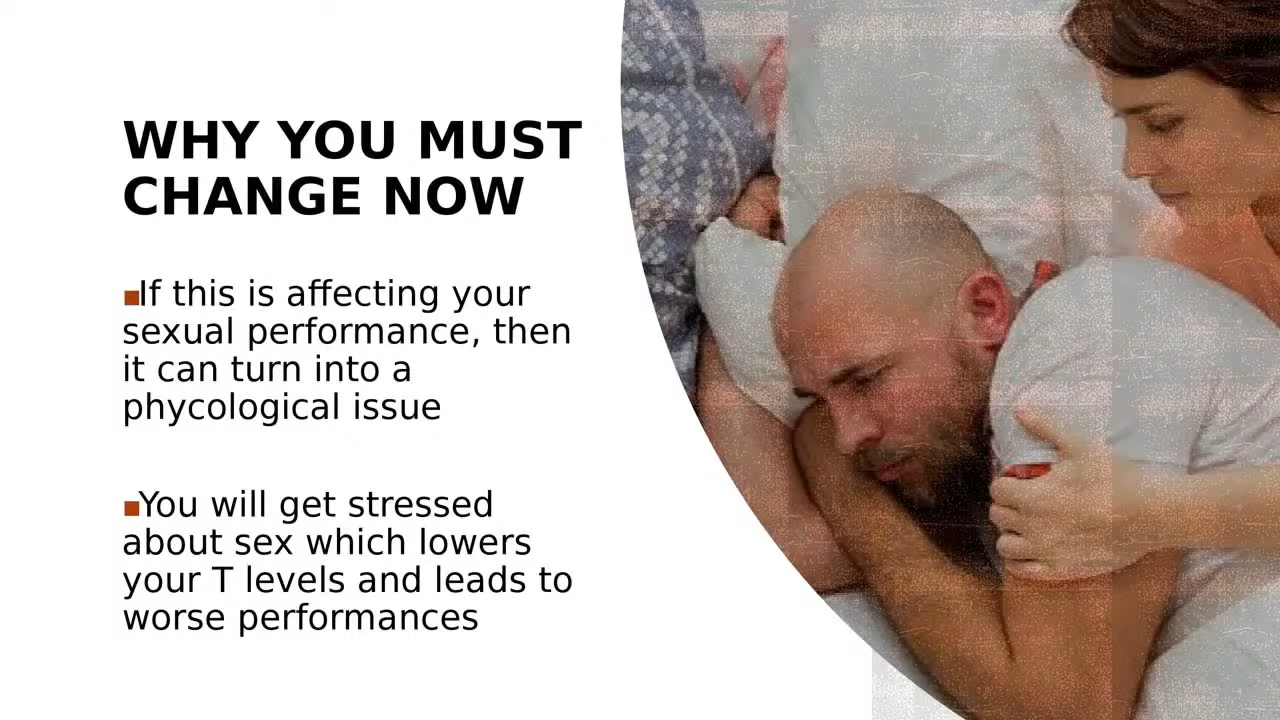 WHY YOU MUST
CHANGE NOW
▪If this is affecting your
sexual performance, then
it can turn into a
phycological issue
▪You will get stressed
about sex which lowers
your T levels and leads to
worse performances